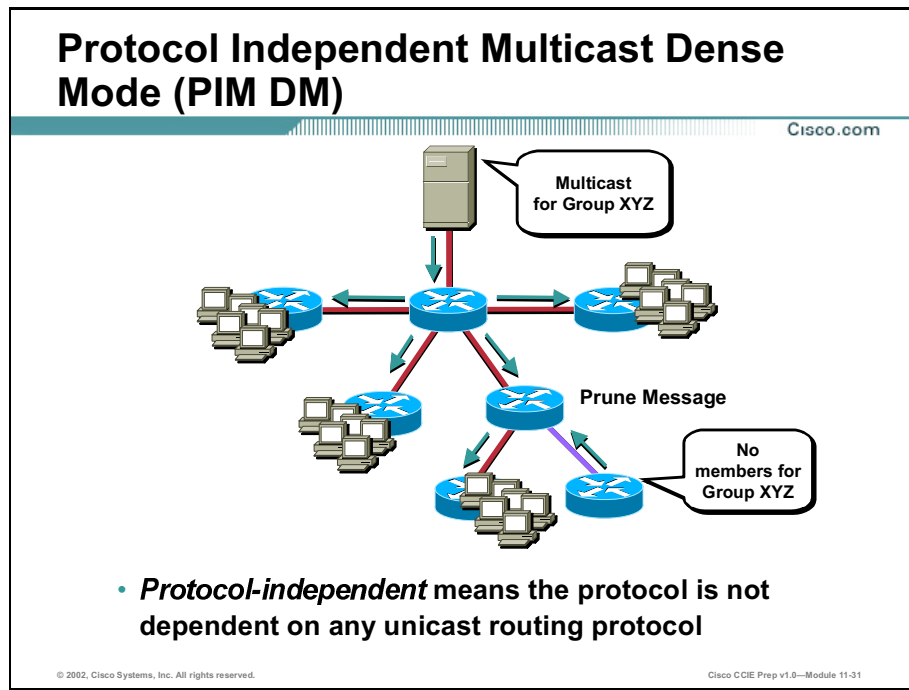 Protocol Independent Multicast Dense
Mode (PIM DM)
Cisco.com
Multicast
for Group XYZ
Prune Message
No
members for
Group XYZ
• Protocol-independent means the protocol is not
dependent on any unicast routing protocol
© 2002, Cisco Systems, Inc. All rights reserved.
Cisco CCIE Prep v1.0—Module 11-31